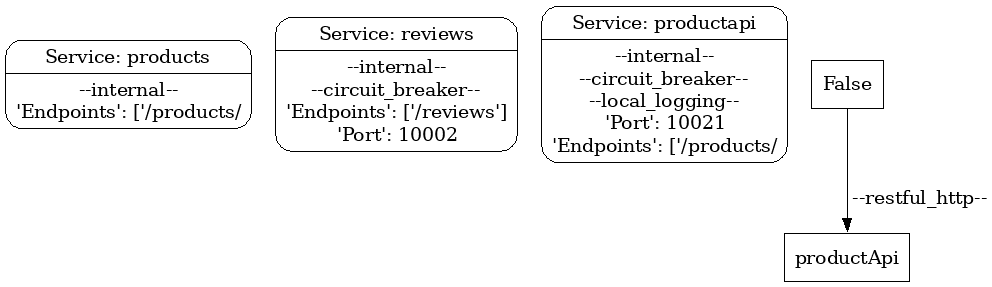 Service: products
--internal--
'Endpoints': ['/products/
Service: reviews
--internal--
--circuit_breaker--
'Endpoints': ['/reviews']
'Port': 10002
Service: productapi
--internal--
--circuit_breaker--
--local_logging--
'Port': 10021
'Endpoints': ['/products/
False
--restful_http--
productApi